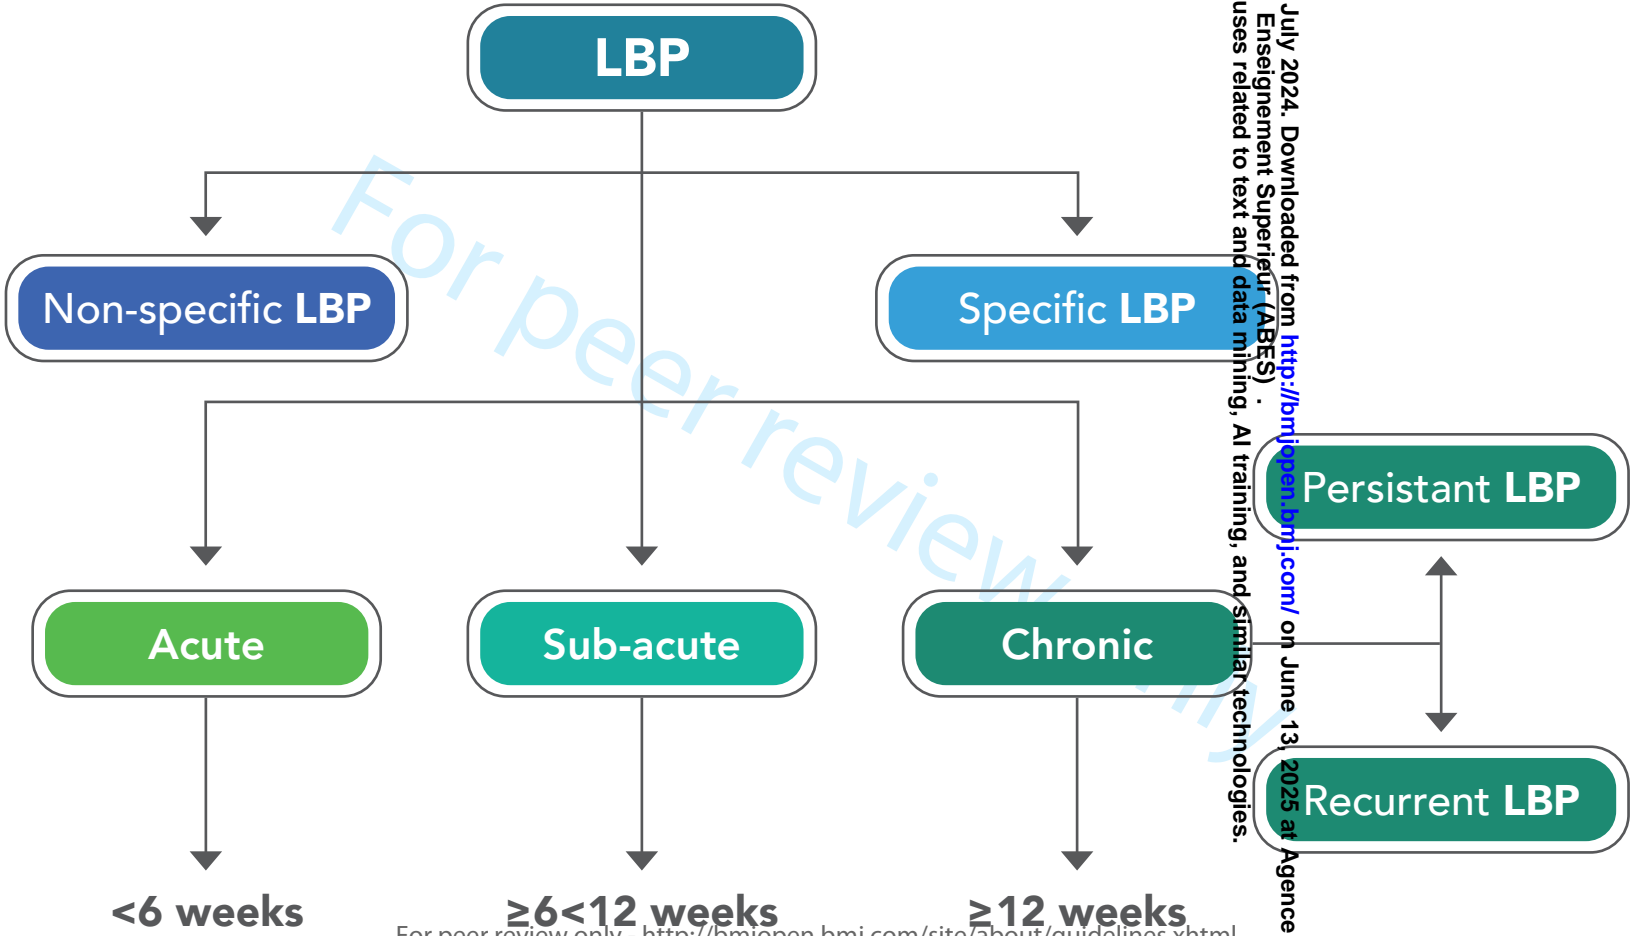 LBP
Non-specific LBP
Specific LBP
Persistant LBP
Acute
Sub-acute
Chronic
Recurrent LBP
<6 weeks
≥6<12 weeks
≥12 weeks
For peer review only
For peer review only - http://bmjopen.bmj.com/site/about/guidelines.xhtml
July 2024. Downloaded from http://bmjopen.bmj.com/ on June 13, 2025 at Agence
Enseignement Superieur (ABES) .
uses related to text and data mining, AI training, and similar technologies.